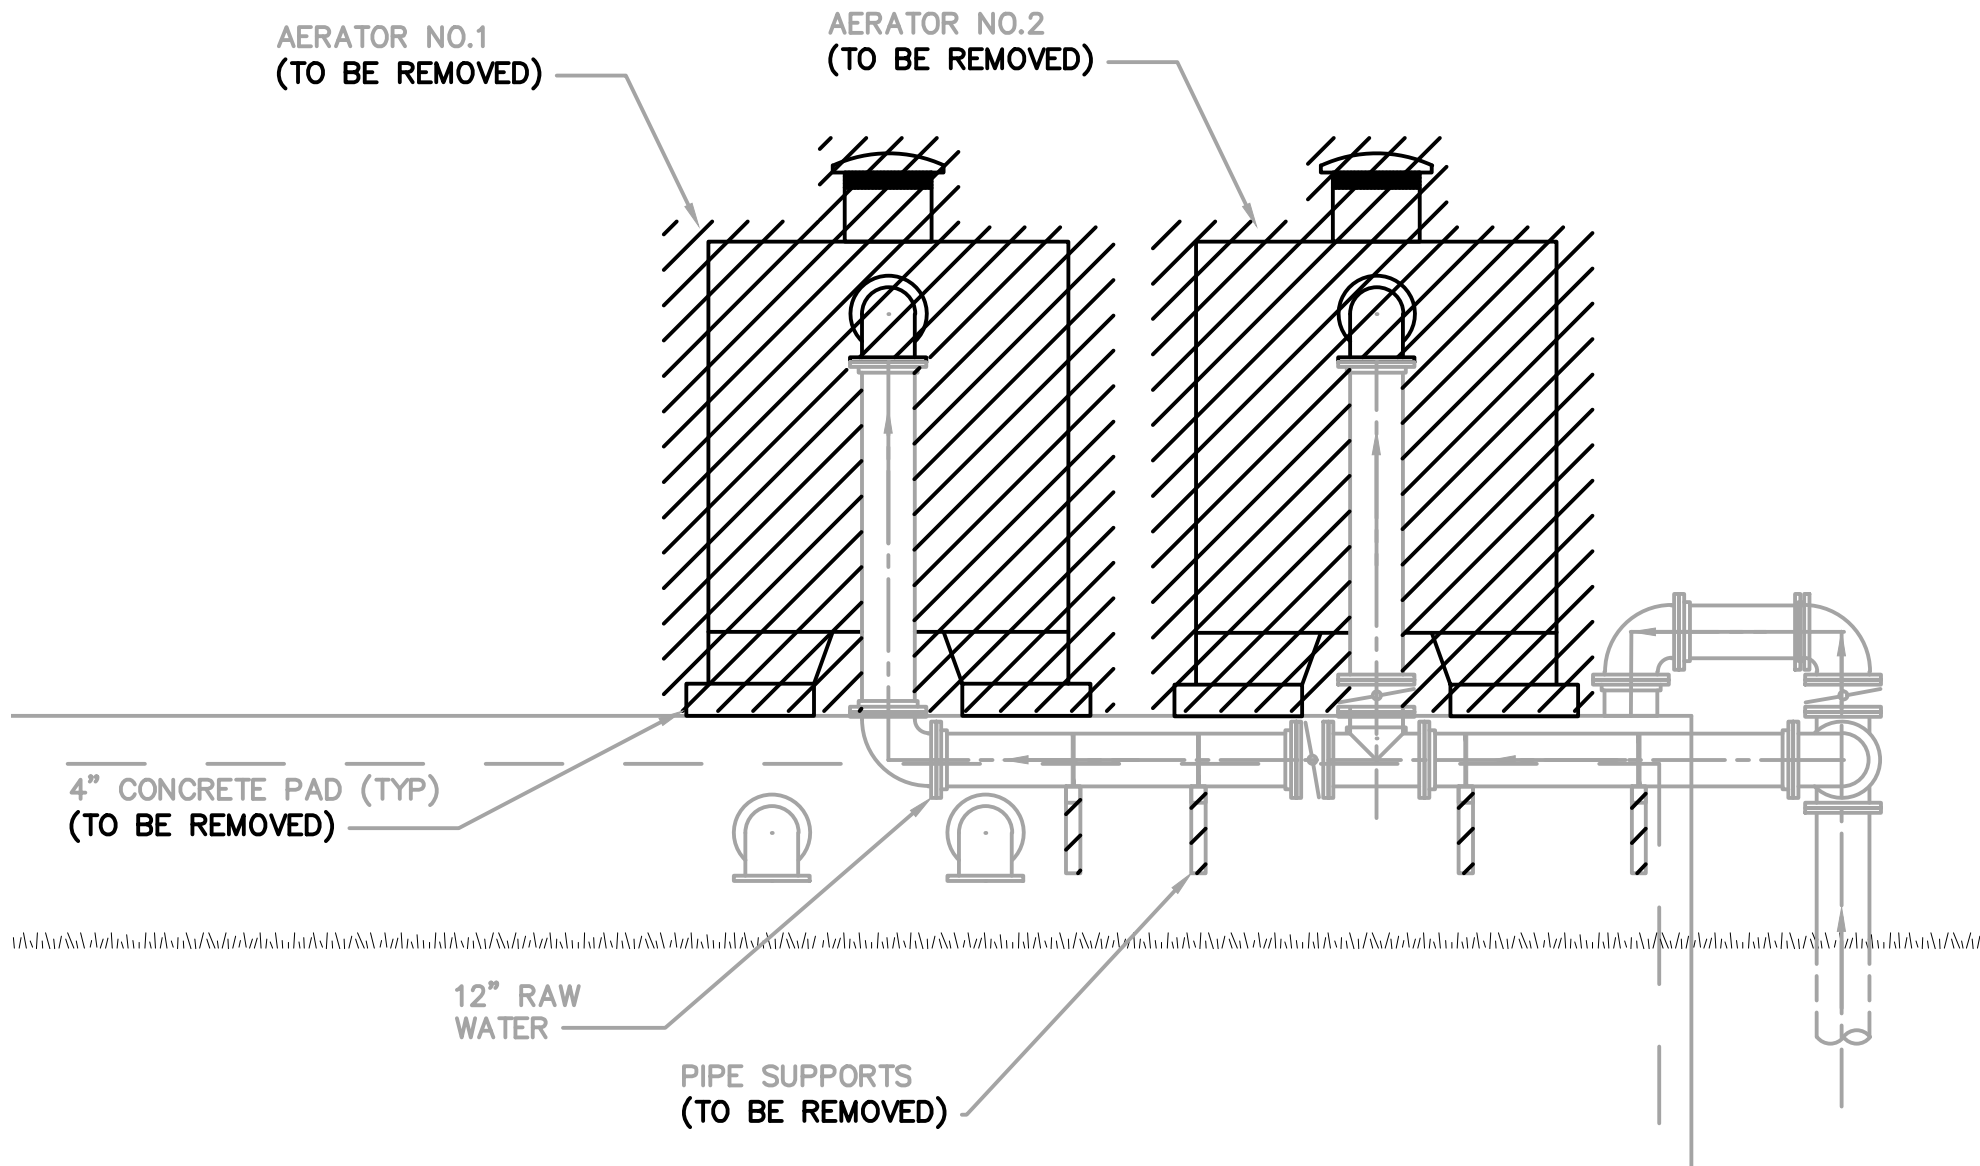 AERATOR NO.1
(TO BE REMOVED)
AERATOR NO.2
(TO BE REMOVED)
4" CONCRETE PAD (TYP)
(TO BE REMOVED)
12" RAW
WATER
PIPE SUPPORTS
(TO BE REMOVED)